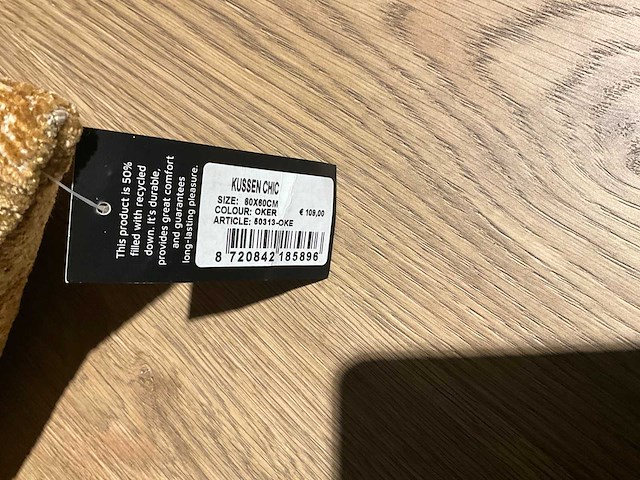 This product is 50%
filled with recycled
down. It's durable,
provides great comfort
and guarantees
long-lasting pleasure.
KUSSEN CHIC
SIZE: 60X60CM
COLOUR: OKER € 109,00
ARTICLE: 50313-OKE
8 720842 185896